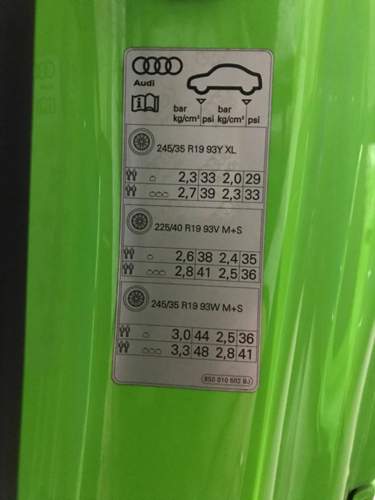 Audi
bar bar
kg/cm² psi kg/cm² psi
245/35 R19 93Y XL
2,3 33 2,0 29
2,7 39 2,3 33
225/40 R19 93V M+S
2,6 38 2,4 35
2,8 41 2,5 36
245/35 R19 93W M+S
3,0 44 2,5 36
3,3 48 2,8 41